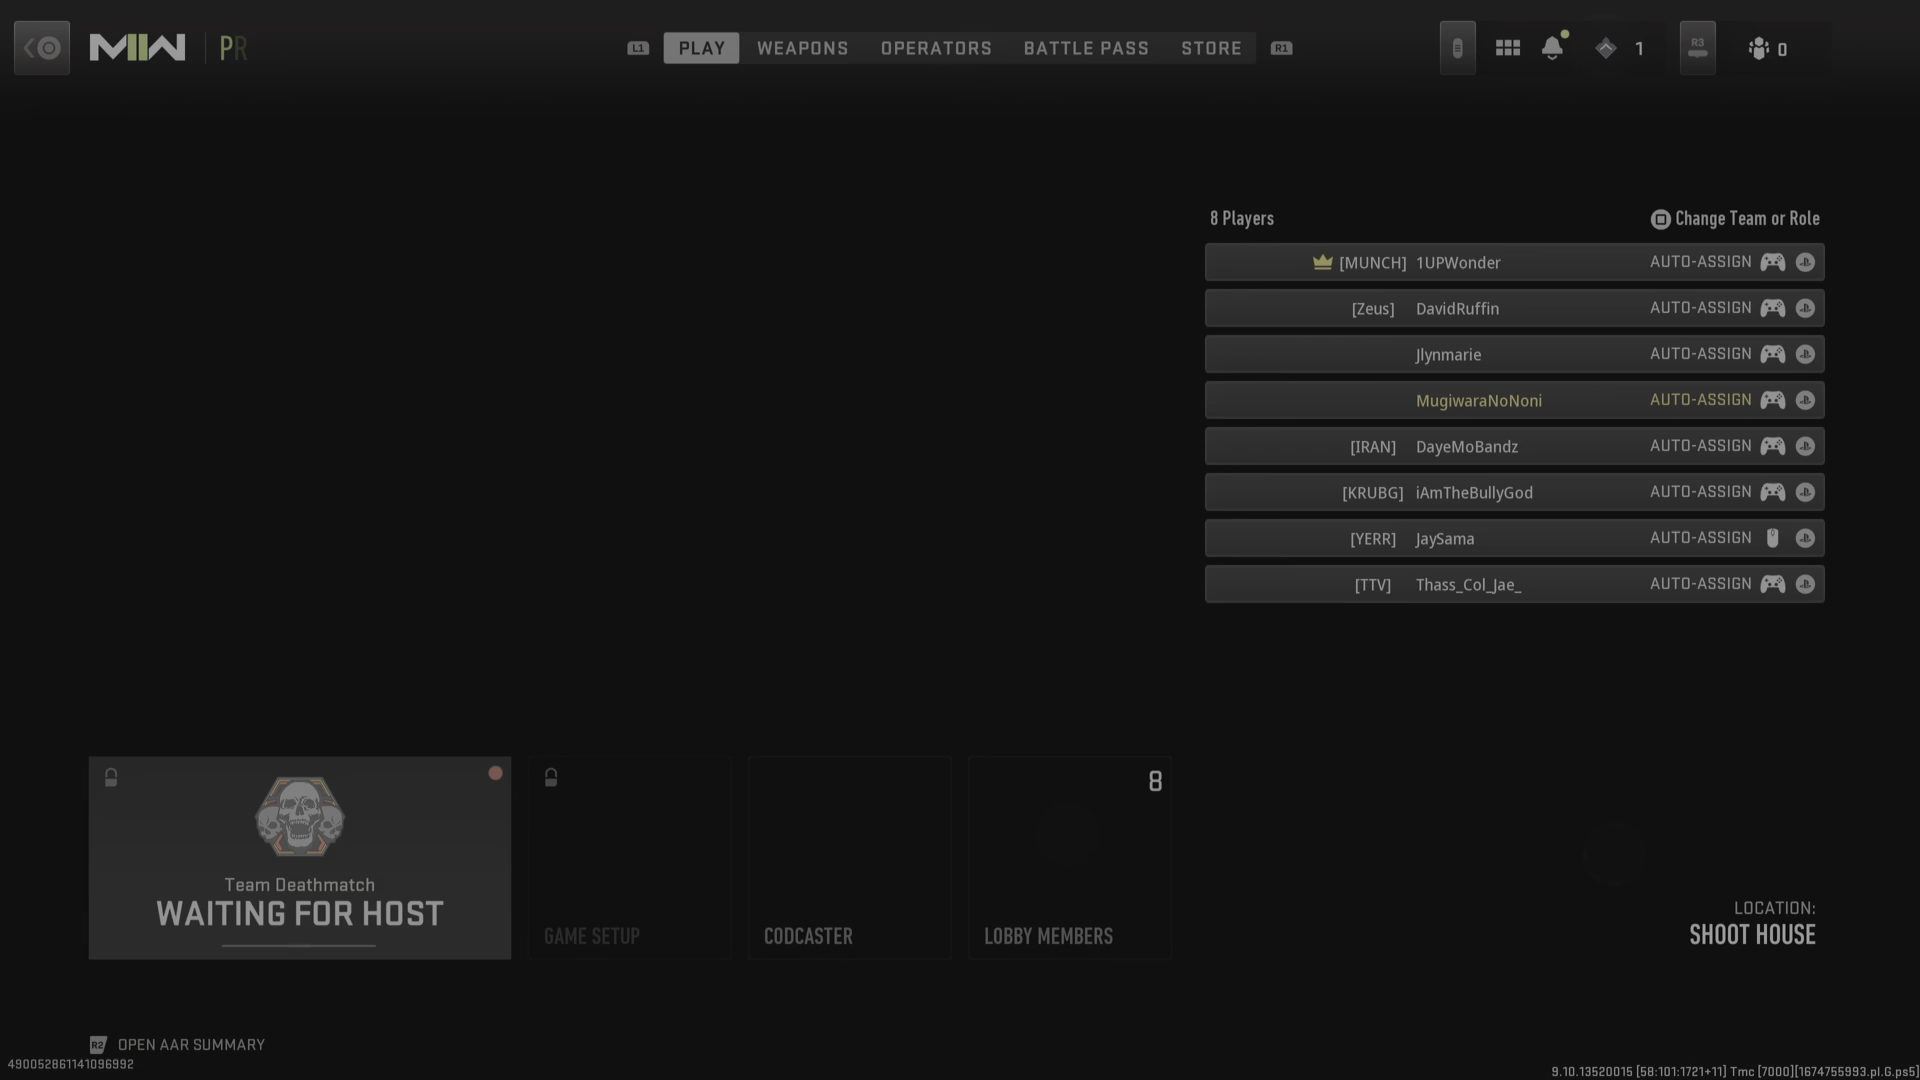 MWII PR
L1 PLAY WEAPONS OPERATORS BATTLE PASS STORE R1
1 R3 0
8 Players Change Team or Role
[MUNCH] 1UPWonder AUTO-ASSIGN
[Zeus] DavidRuffin AUTO-ASSIGN
Jlynmarie AUTO-ASSIGN
MugiwaraNoNoni AUTO-ASSIGN
[IRAN] DayeMoBandz AUTO-ASSIGN
[KRUBG] iAmTheBullyGod AUTO-ASSIGN
[YERR] JaySama AUTO-ASSIGN
[TTV] Thass_Col_Jae_ AUTO-ASSIGN
Team Deathmatch
WAITING FOR HOST
GAME SETUP
CODCASTER
8
LOBBY MEMBERS
LOCATION:
SHOOT HOUSE
R2 OPEN AAR SUMMARY
490052861141096992
9.10.13520015 [58:101:1721+11] Tmc [7000][1674755993.pl.G.ps5]